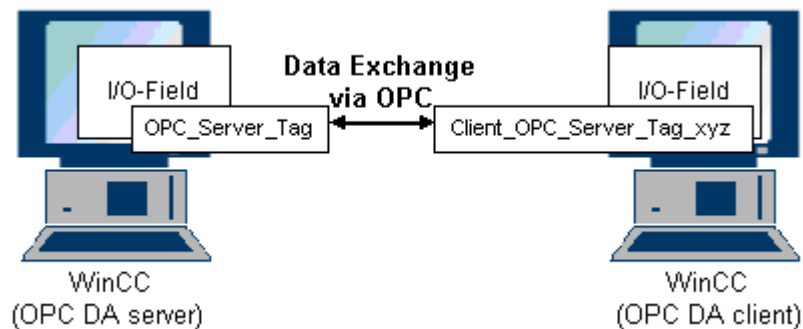 I/O-Field
Data Exchange
via OPC
I/O-Field
OPC_Server_Tag
Client_OPC_Server_Tag_xyz
WinCC
(OPC DA server)
WinCC
(OPC DA client)